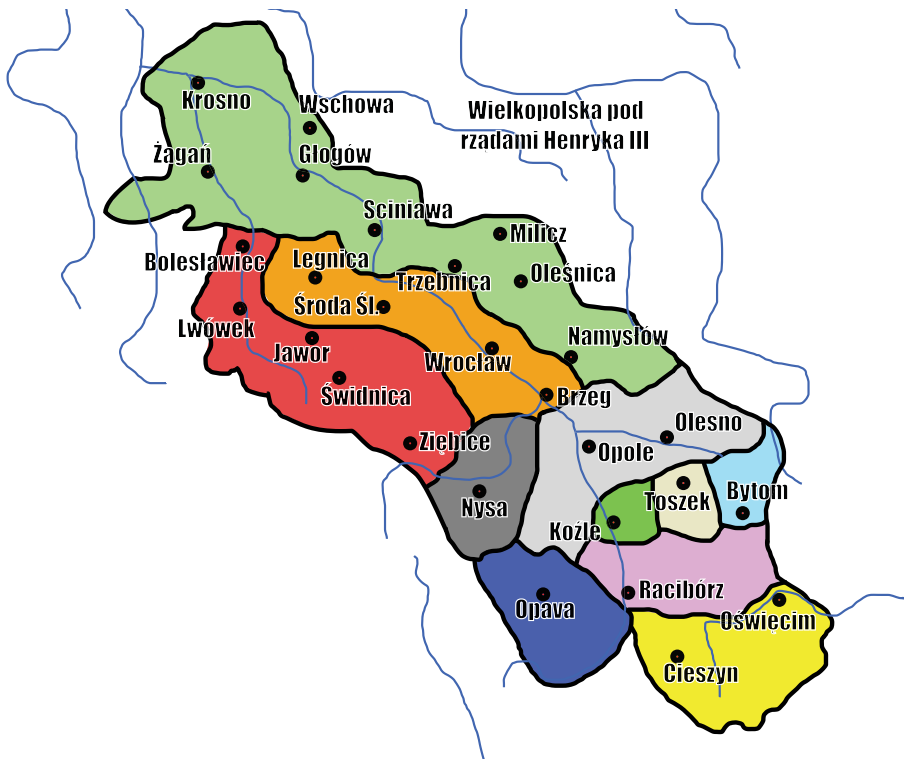 Krosno
Wschowa
Wielkopolska pod
rządami Henryka III
Żagań
Głogów
Sciniawa
Milicz
Bolesławiec
Legnica
Trzebnica
Oleśnica
Środa Śl.
Lwówek
Jawor
Wrocław
Namysłów
Świdnica
Brzeg
Ziębice
Opole
Olesno
Nysa
Koźle
Toszek
Bytom
Opava
Racibórz
Oświęcim
Cieszyn